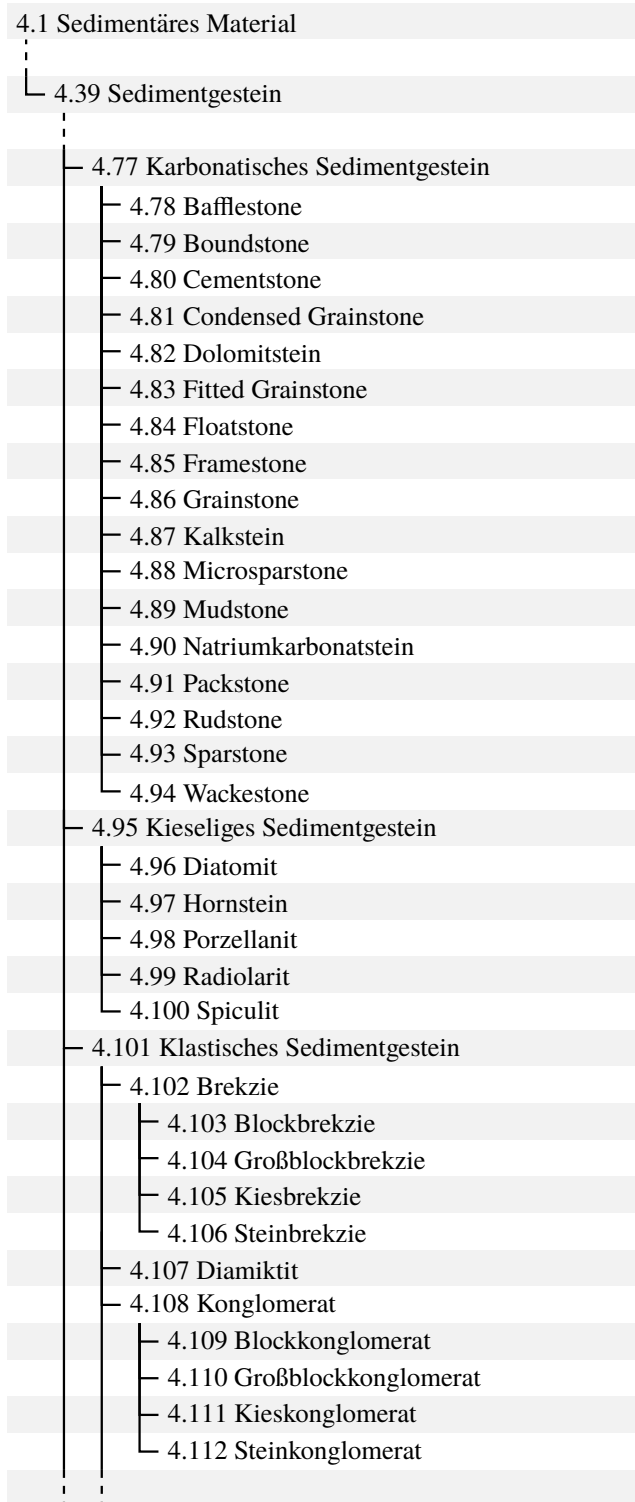 4.1 Sedimentäres Material
4.39 Sedimentgestein
4.77 Karbonatisches Sedimentgestein
4.78 Bafflestone
4.79 Boundstone
4.80 Cementstone
4.81 Condensed Grainstone
4.82 Dolomitstein
4.83 Fitted Grainstone
4.84 Floatstone
4.85 Framestone
4.86 Grainstone
4.87 Kalkstein
4.88 Microsparstone
4.89 Mudstone
4.90 Natriumkarbonatstein
4.91 Packstone
4.92 Rudstone
4.93 Sparstone
4.94 Wackestone
4.95 Kieseliges Sedimentgestein
4.96 Diatomit
4.97 Hornstein
4.98 Porzellanit
4.99 Radiolarit
4.100 Spiculit
4.101 Klastisches Sedimentgestein
4.102 Brekzie
4.103 Blockbrekzie
4.104 Großblockbrekzie
4.105 Kiesbrekzie
4.106 Steinbrekzie
4.107 Diamiktit
4.108 Konglomerat
4.109 Blockkonglomerat
4.110 Großblockkonglomerat
4.111 Kieskonglomerat
4.112 Steinkonglomerat